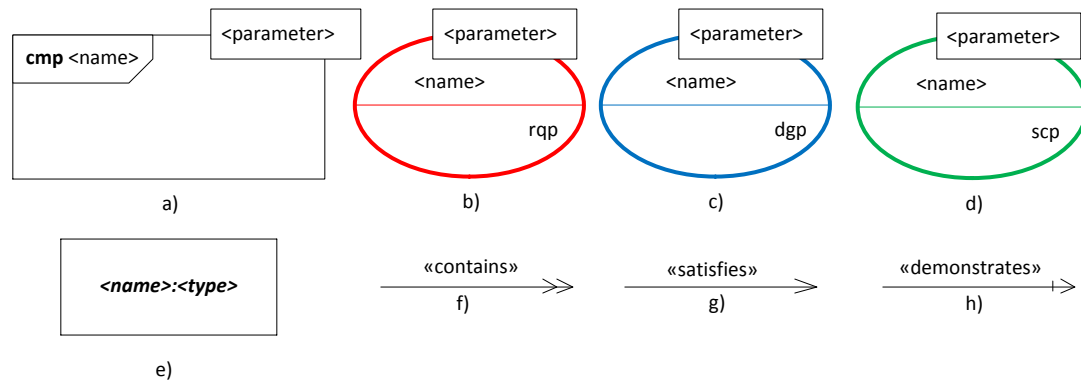 <parameter>
<parameter>
<parameter>
<parameter>
cmp <name>
<name>
<name>
<name>
rqp
dgp
scp
a)
b)
c)
d)
<name>:<type>
«contains»
«satisfies»
«demonstrates»
f)
g)
h)
e)